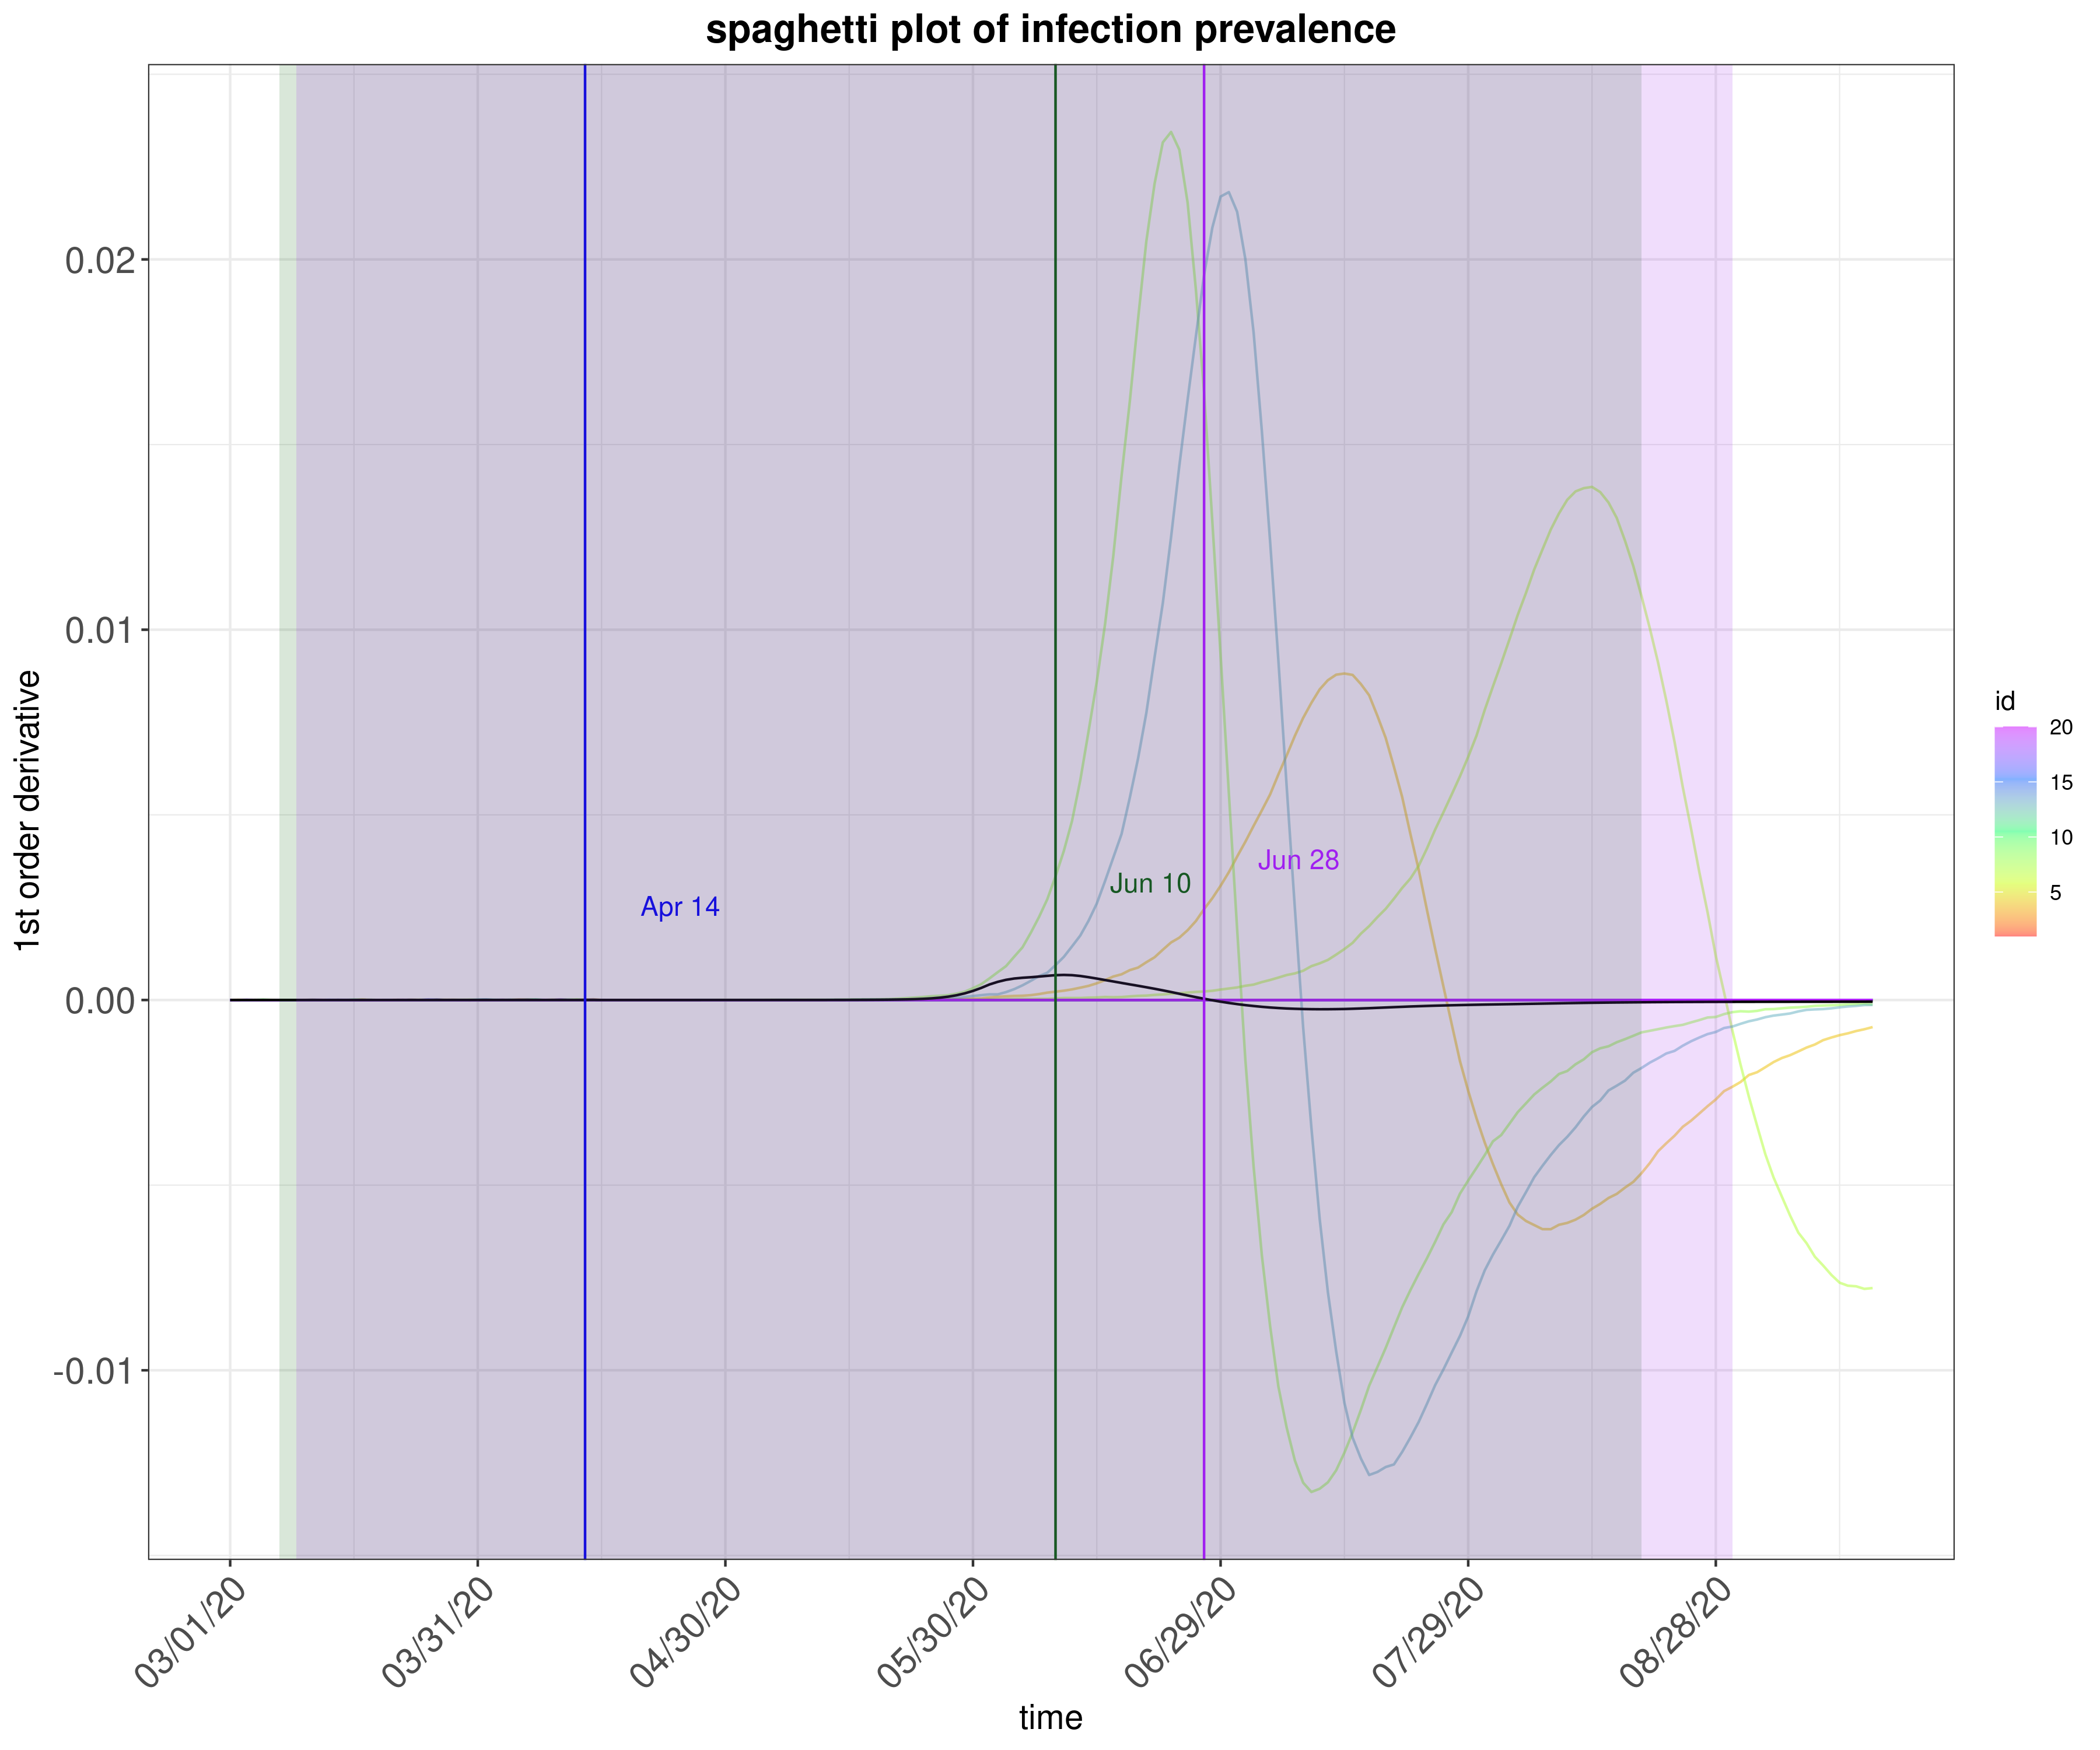 spaghetti plot of infection prevalence
1st order derivative
0.02
0.01
0.00
-0.01
Apr 14
Jun 10
Jun 28
id
20
15
10
5
03/01/20
03/31/20
04/30/20
05/30/20
06/29/20
07/29/20
08/28/20
time